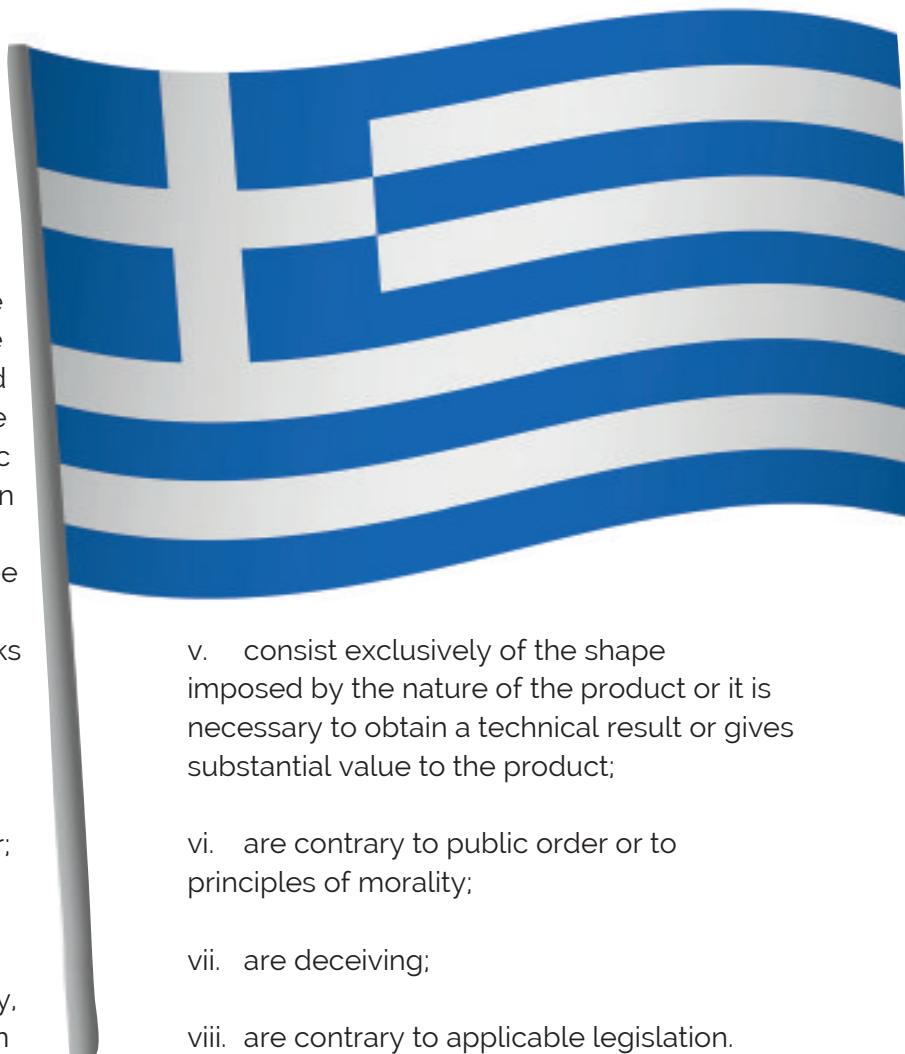 v. consist exclusively of the shape
imposed by the nature of the product or it is
necessary to obtain a technical result or gives
substantial value to the product;
vi. are contrary to public order or to
principles of morality;
vii. are deceiving;
viii. are contrary to applicable legislation.